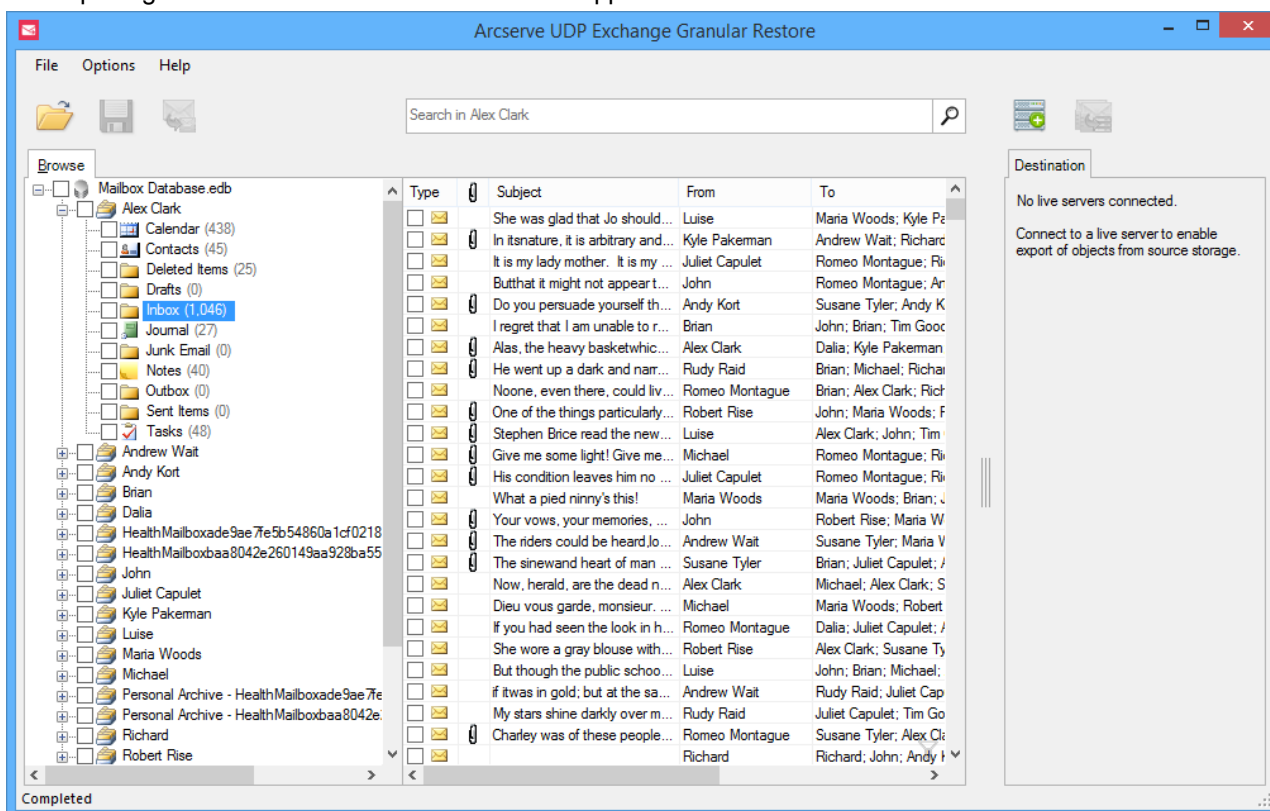 Arcserve UDP Exchange Granular Restore
File Options Help
Search in Alex Clark
Browse
Mailbox Database.edb
Alex Clark
Calendar (438)
Contacts (45)
Deleted Items (25)
Drafts (0)
Inbox (1,046)
Journal (27)
Junk Email (0)
Notes (40)
Outbox (0)
Sent Items (0)
Tasks (48)
Andrew Wait
Andy Kort
Brian
Dalia
HealthMailboxade9ae7fe5b54860a1cf0218
HealthMailboxbaa8042e260149aa928ba55
John
Juliet Capulet
Kyle Pakerman
Luise
Maria Woods
Michael
Personal Archive - HealthMailboxade9ae7fe
Personal Archive - HealthMailboxbaa8042e
Richard
Robert Rise
Type Subject From To
She was glad that Jo should... Luise Maria Woods; Kyle Pa
In itsnature, it is arbitrary and... Kyle Pakerman Andrew Wait; Richard
It is my lady mother. It is my ... Juliet Capulet Romeo Montague; Ri
Butthat it might not appear t... John Romeo Montague; An
Do you persuade yourself th... Andy Kort Susane Tyler; Andy K
I regret that I am unable to r... Brian John; Brian; Tim Gooc
Alas, the heavy basketwhic... Alex Clark Dalia; Kyle Pakerman
He went up a dark and narr... Rudy Raid Brian; Michael; Richar
Noone, even there, could liv... Romeo Montague Brian; Alex Clark; Rich
One of the things particularly... Robert Rise John; Maria Woods; F
Stephen Brice read the new... Luise Alex Clark; John; Tim
Give me some light! Give me... Michael Romeo Montague; Ri
His condition leaves him no ... Juliet Capulet Romeo Montague; Ri
What a pied ninny's this! Maria Woods Maria Woods; Brian; J
Your vows, your memories, ... John Robert Rise; Maria W
The riders could be heard,lo... Andrew Wait Susane Tyler; Maria V
The sinewand heart of man ... Susane Tyler Brian; Juliet Capulet; A
Now, herald, are the dead n... Alex Clark Michael; Alex Clark; S
Dieu vous garde, monsieur. ... Michael Maria Woods; Robert
If you had seen the look in h... Romeo Montague Dalia; Juliet Capulet; A
She wore a gray blouse with... Robert Rise Alex Clark; Susane Ty
But though the public schoo... Luise John; Brian; Michael;
if itwas in gold; but at the sa... Andrew Wait Rudy Raid; Juliet Cap
My stars shine darkly over m... Rudy Raid Juliet Capulet; Tim Go
Charley was of these people... Romeo Montague Susane Tyler; Alex Cla
Richard Richard; John; Andy K
Destination
No live servers connected.
Connect to a live server to enable
export of objects from source storage.
Completed